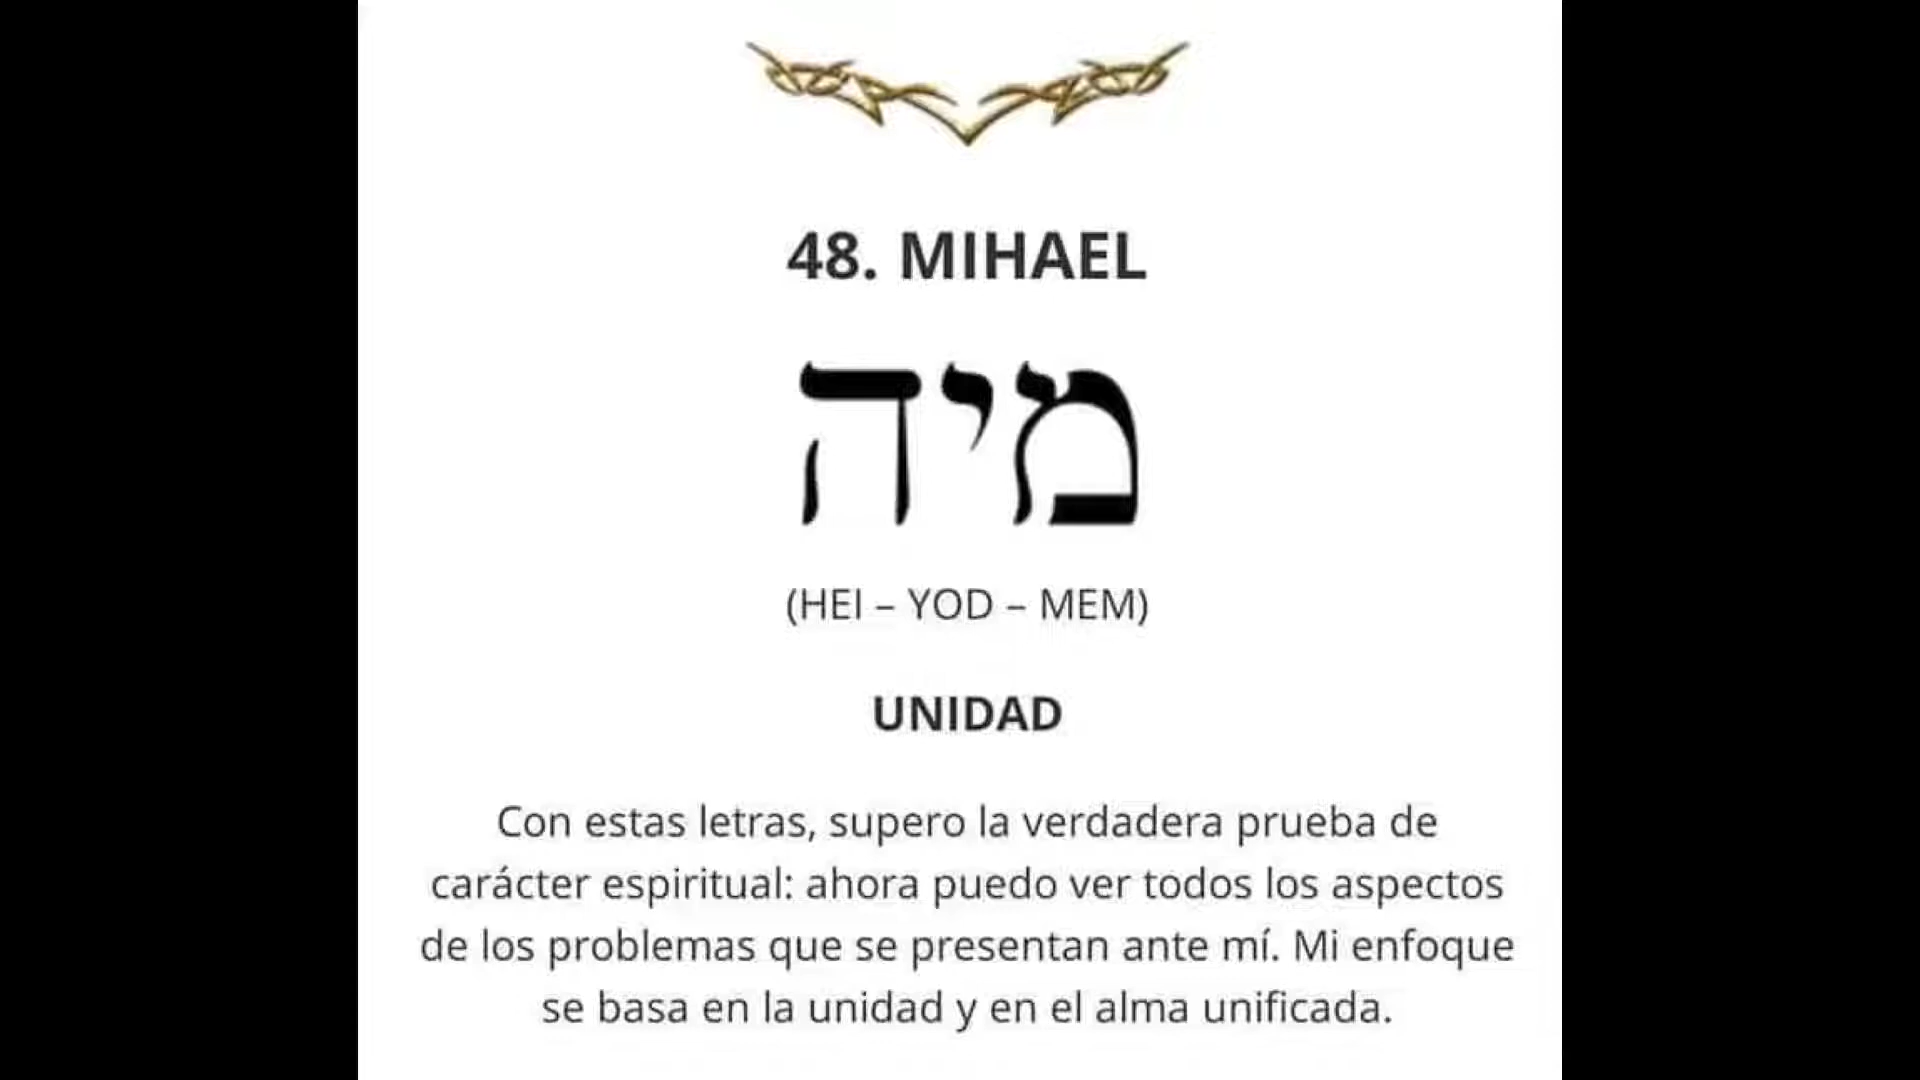 48. MIHAEL
מיה
(HEI – YOD – MEM)
UNIDAD
Con estas letras, supero la verdadera prueba de
carácter espiritual: ahora puedo ver todos los aspectos
de los problemas que se presentan ante mí. Mi enfoque
se basa en la unidad y en el alma unificada.